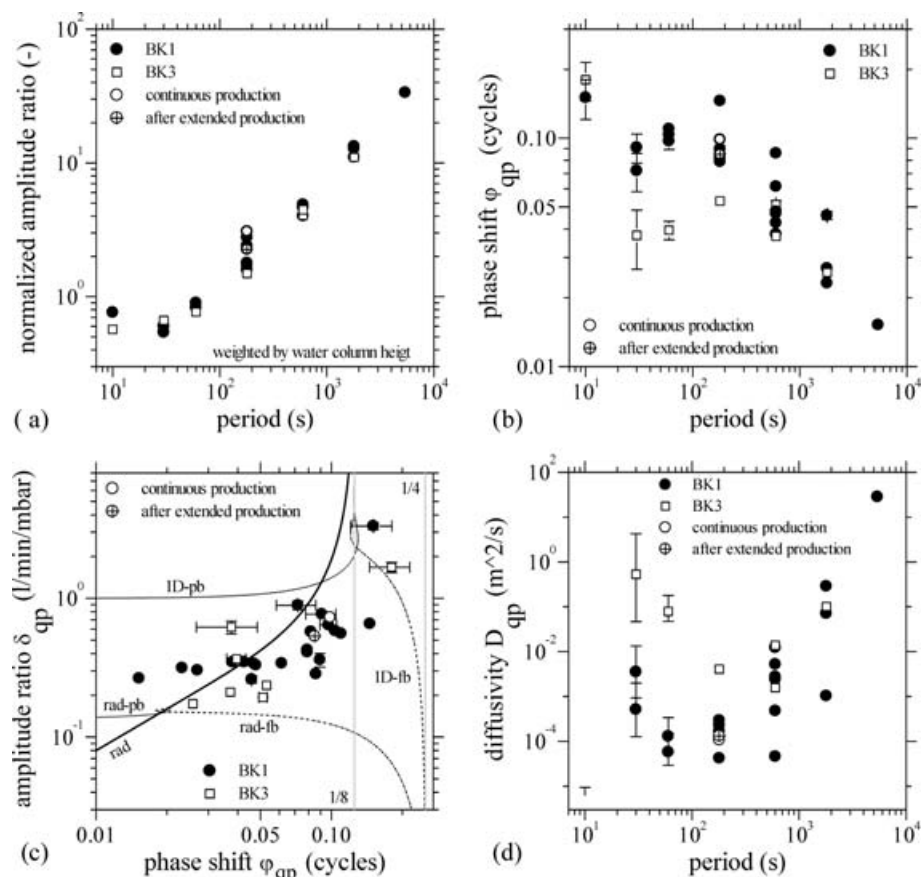 normalized amplitude ratio (-)
10^2
10^1
10^0
BK1
BK3
continuous production
after extended production
weighted by water column heigt
10^1
10^2
10^3
10^4
( a)
period (s)
phase shift φqp (cycles)
0.10
0.05
0.01
BK1
BK3
continuous production
after extended production
10^1
10^2
10^3
10^4
(b)
period (s)
amplitude ratio δqp (l/min/mbar)
10^0
10^-1
continuous production
after extended production
1/4
1D-pb
1D-fb
rad-pb
rad-fb
rad
BK1
BK3
1/8
0.01
0.05
0.10
(c)
phase shift φqp (cycles)
diffusivity Dqp (m^2/s)
10^2
10^0
10^-2
10^-4
BK1
BK3
continuous production
after extended production
10^1
10^2
10^3
10^4
(d)
period (s)